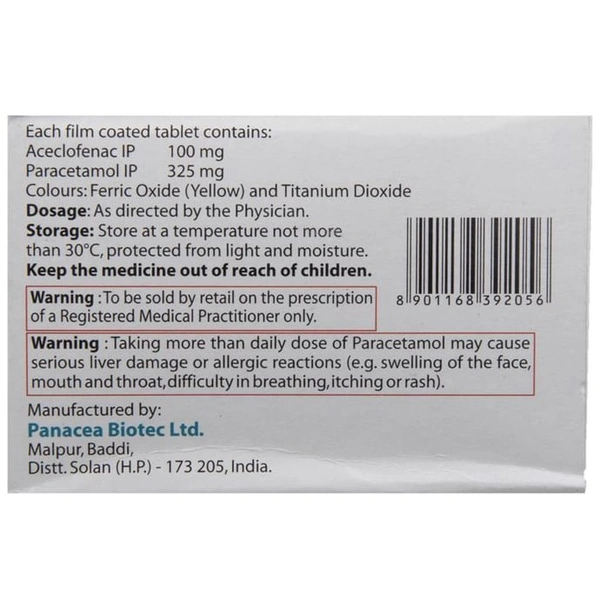 Each film coated tablet contains:
Aceclofenac IP 100 mg
Paracetamol IP 325 mg
Colours: Ferric Oxide (Yellow) and Titanium Dioxide
Dosage: As directed by the Physician.
Storage: Store at a temperature not more
than 30°C, protected from light and moisture.
Keep the medicine out of reach of children.
Warning : To be sold by retail on the prescription
of a Registered Medical Practitioner only.
8 901168 392056
Warning : Taking more than daily dose of Paracetamol may cause
serious liver damage or allergic reactions (e.g. swelling of the face,
mouth and throat, difficulty in breathing, itching or rash).
Manufactured by:
Panacea Biotec Ltd.
Malpur, Baddi,
Distt. Solan (H.P.) - 173 205, India.